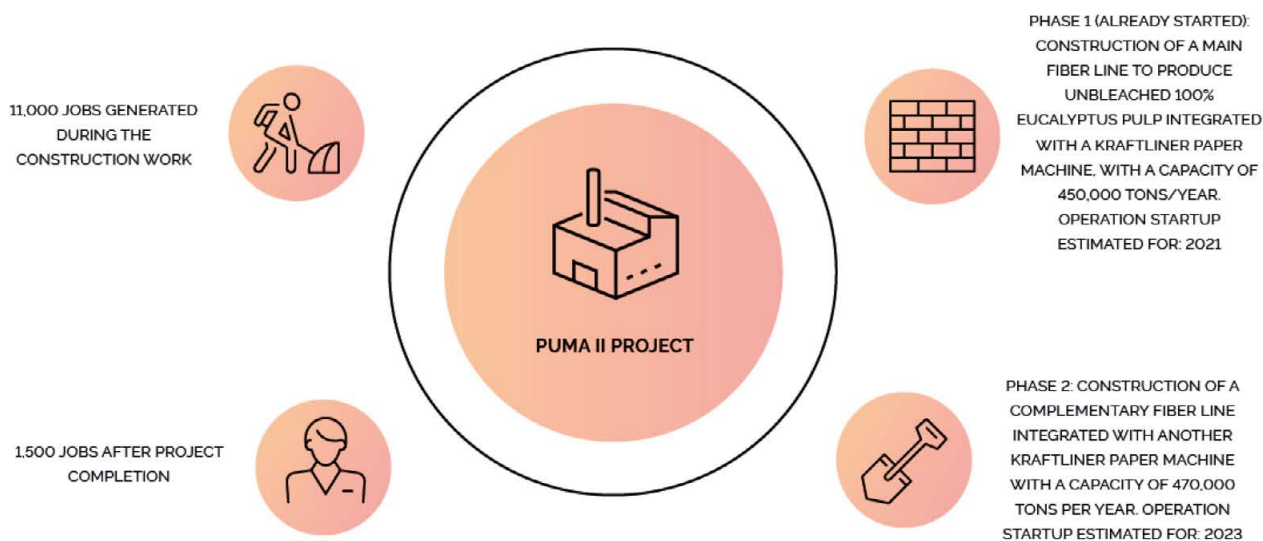 11,000 JOBS GENERATED
DURING THE
CONSTRUCTION WORK
1,500 JOBS AFTER PROJECT
COMPLETION
PUMA II PROJECT
PHASE 1 (ALREADY STARTED):
CONSTRUCTION OF A MAIN
FIBER LINE TO PRODUCE
UNBLEACHED 100%
EUCALYPTUS PULP INTEGRATED
WITH A KRAFTLINER PAPER
MACHINE, WITH A CAPACITY OF
450,000 TONS/YEAR.
OPERATION STARTUP
ESTIMATED FOR: 2021
PHASE 2: CONSTRUCTION OF A
COMPLEMENTARY FIBER LINE
INTEGRATED WITH ANOTHER
KRAFTLINER PAPER MACHINE
WITH A CAPACITY OF 470,000
TONS PER YEAR. OPERATION
STARTUP ESTIMATED FOR: 2023